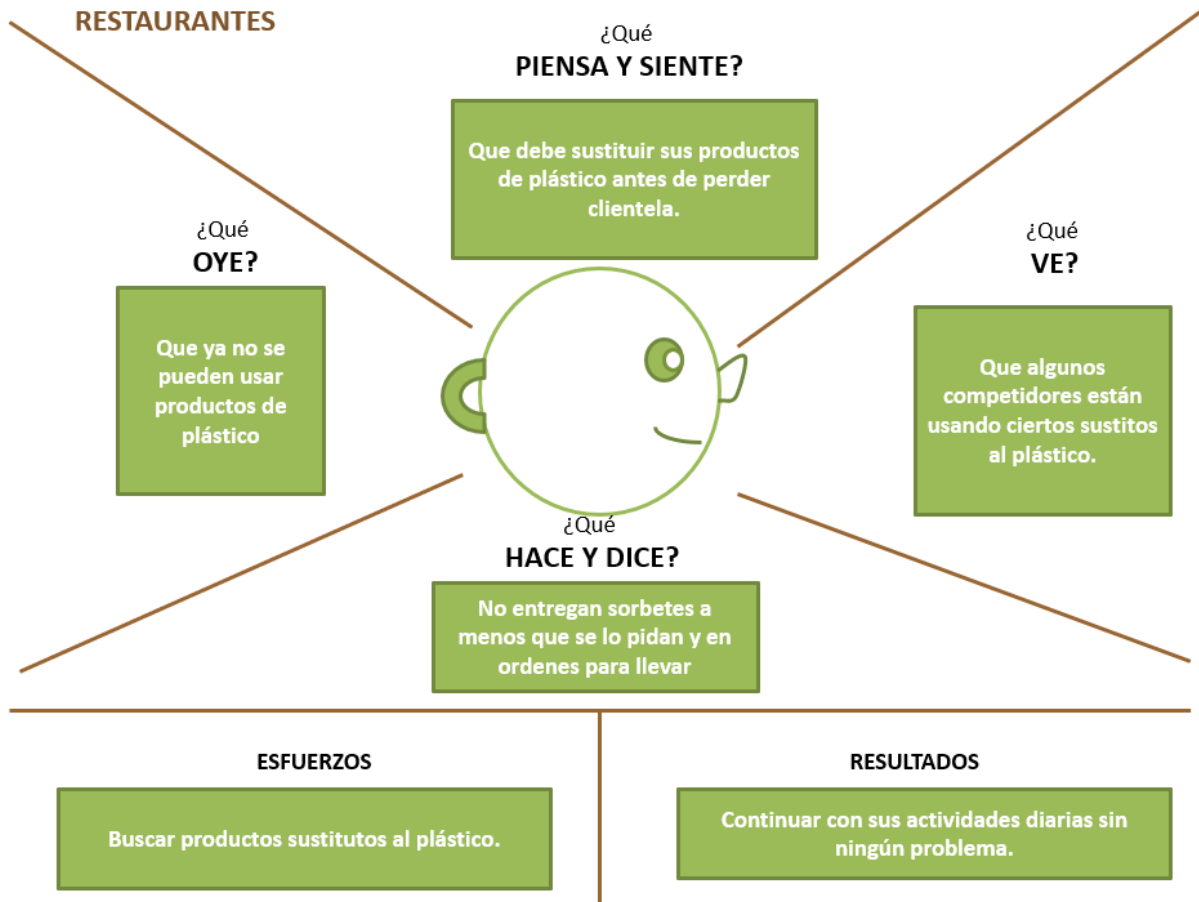 RESTAURANTES
¿Qué
PIENSA Y SIENTE?
Que debe sustituir sus productos
de plástico antes de perder
clientela.
¿Qué
OYE?
Que ya no se
pueden usar
productos de
plástico
¿Qué
VE?
Que algunos
competidores están
usando ciertos sustitos
al plástico.
¿Qué
HACE Y DICE?
No entregan sorbetes a
menos que se lo pidan y en
ordenes para llevar
ESFUERZOS
Buscar productos sustitutos al plástico.
RESULTADOS
Continuar con sus actividades diarias sin
ningún problema.